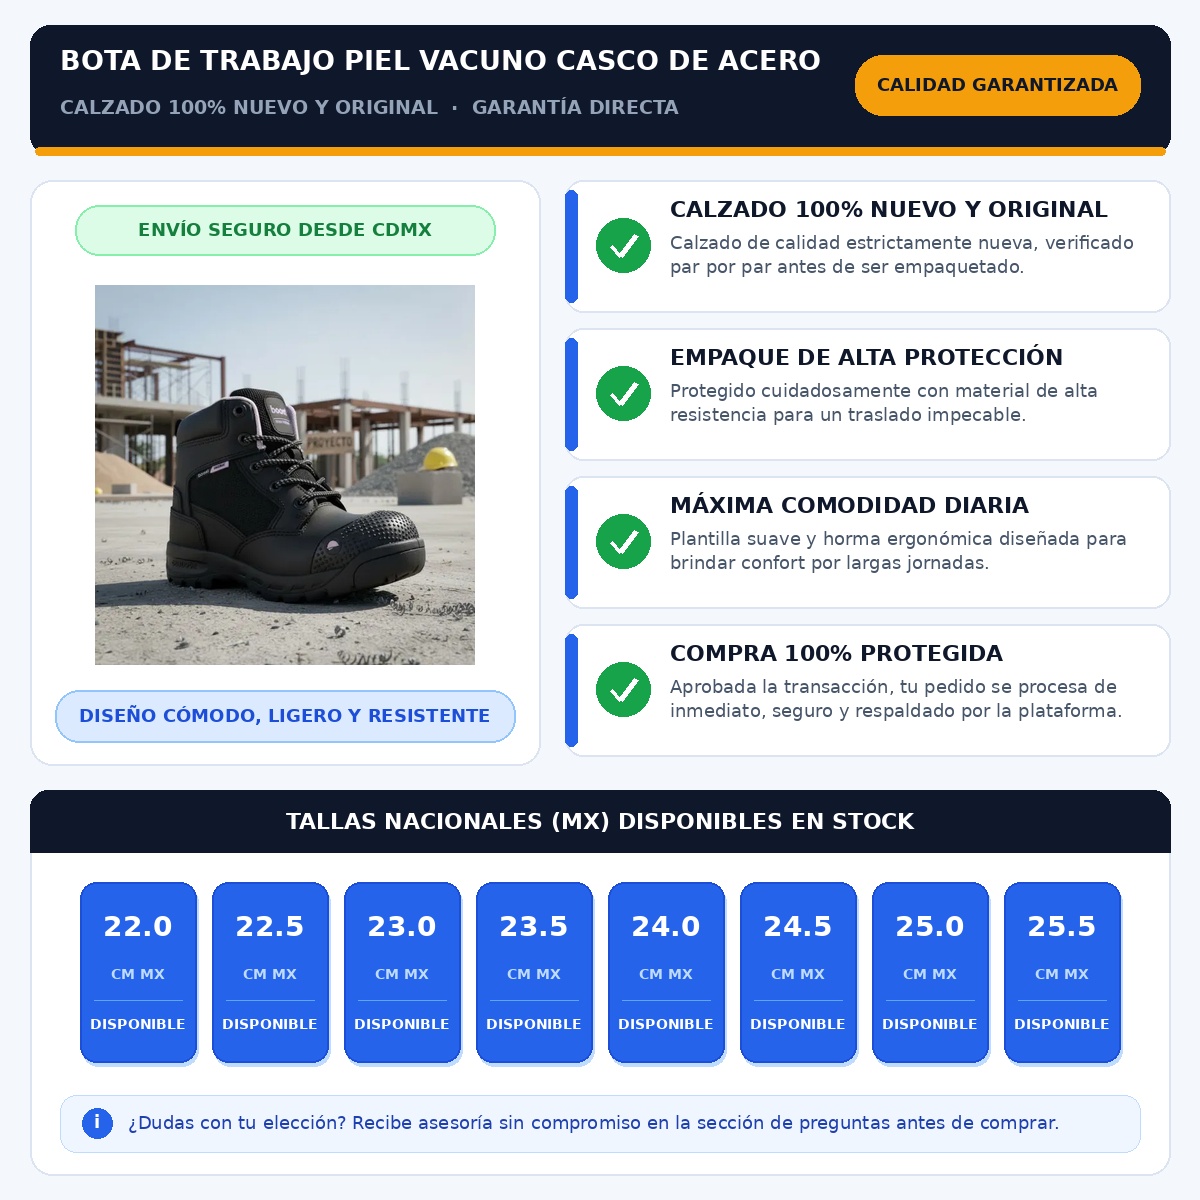 BOTA DE TRABAJO PIEL VACUNO CASCO DE ACERO
CALZADO 100% NUEVO Y ORIGINAL · GARANTÍA DIRECTA
CALIDAD GARANTIZADA
ENVÍO SEGURO DESDE CDMX
PROYECTO
DISEÑO CÓMODO, LIGERO Y RESISTENTE
CALZADO 100% NUEVO Y ORIGINAL
Calzado de calidad estrictamente nueva, verificado
par por par antes de ser empaquetado.
EMPAQUE DE ALTA PROTECCIÓN
Protegido cuidadosamente con material de alta
resistencia para un traslado impecable.
MÁXIMA COMODIDAD DIARIA
Plantilla suave y horma ergonómica diseñada para
brindar confort por largas jornadas.
COMPRA 100% PROTEGIDA
Aprobada la transacción, tu pedido se procesa de
inmediato, seguro y respaldado por la plataforma.
TALLAS NACIONALES (MX) DISPONIBLES EN STOCK
22.0
CM MX
DISPONIBLE
22.5
CM MX
DISPONIBLE
23.0
CM MX
DISPONIBLE
23.5
CM MX
DISPONIBLE
24.0
CM MX
DISPONIBLE
24.5
CM MX
DISPONIBLE
25.0
CM MX
DISPONIBLE
25.5
CM MX
DISPONIBLE
i
¿Dudas con tu elección? Recibe asesoría sin compromiso en la sección de preguntas antes de comprar.